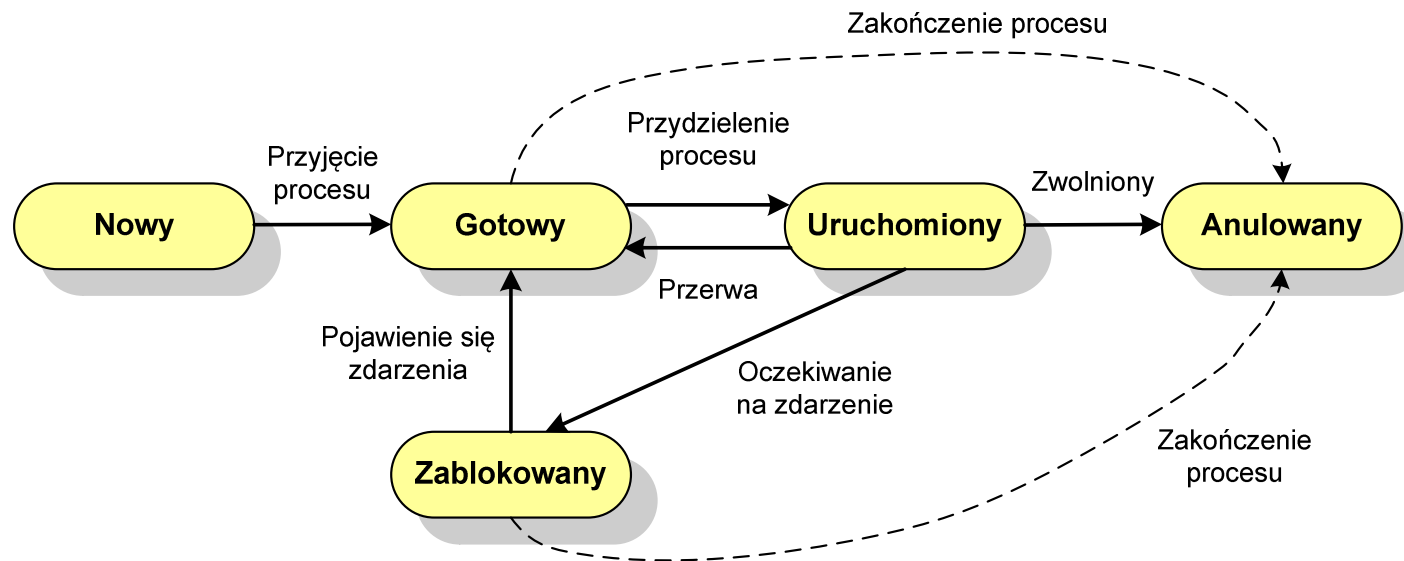 Zakończenie procesu
Przydzielenie
procesu
Przyjęcie
procesu
Zwolniony
Nowy
Gotowy
Uruchomiony
Anulowany
Przerwa
Pojawienie się
zdarzenia
Oczekiwanie
na zdarzenie
Zablokowany
Zakończenie
procesu